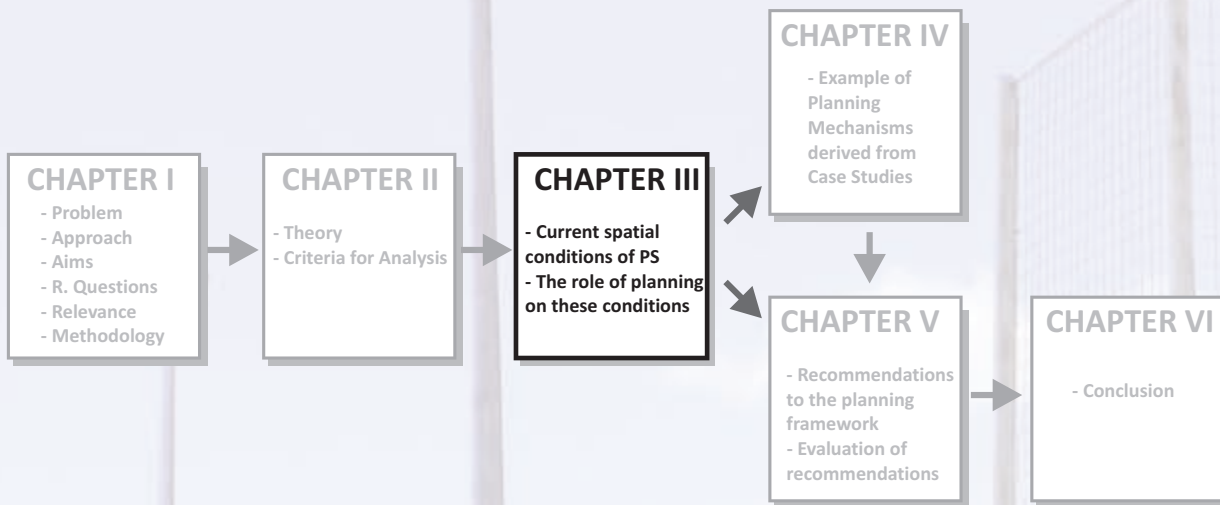 CHAPTER I
- Problem
- Approach
- Aims
- R. Questions
- Relevance
- Methodology
CHAPTER II
- Theory
- Criteria for Analysis
CHAPTER III
- Current spatial
conditions of PS
- The role of planning
on these conditions
CHAPTER IV
- Example of
Planning
Mechanisms
derived from
Case Studies
CHAPTER V
- Recommendations
to the planning
framework
- Evaluation of
recommendations
CHAPTER VI
- Conclusion